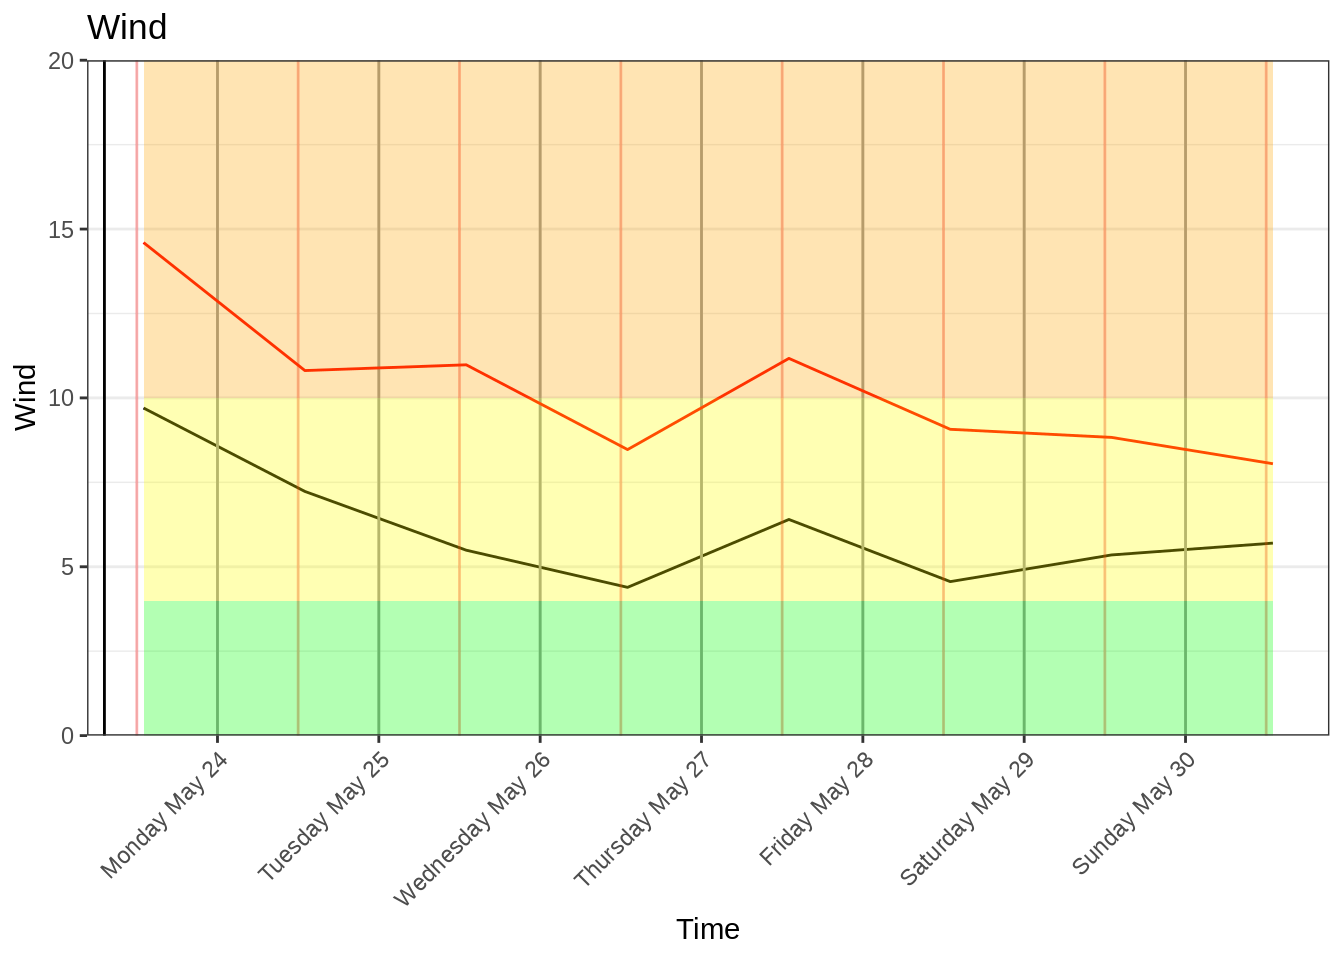 Wind
20
15
10
5
0
Wind
Monday May 24
Tuesday May 25
Wednesday May 26
Thursday May 27
Friday May 28
Saturday May 29
Sunday May 30
Time